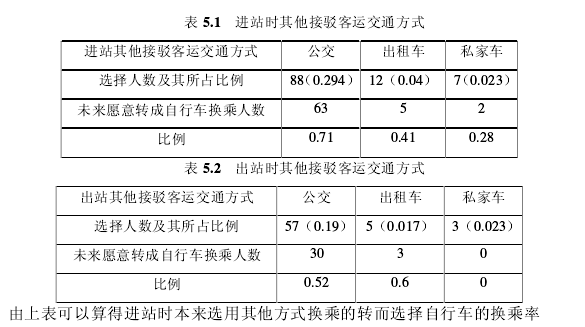 表 5.1 进站时其他接驳客运交通方式
进站其他接驳客运交通方式 公交 出租车 私家车
选择人数及其所占比例 88(0.294) 12（0.04） 7(0.023)
未来愿意转成自行车换乘人数 63 5 2
比例 0.71 0.41 0.28
表 5.2 出站时其他接驳客运交通方式
出站其他接驳客运交通方式 公交 出租车 私家车
选择人数及其所占比例 57（0.19） 5（0.017） 3（0.023）
未来愿意转成自行车换乘人数 30 3 0
比例 0.52 0.6 0
由上表可以算得进站时本来选用其他方式换乘的转而选择自行车的换乘率